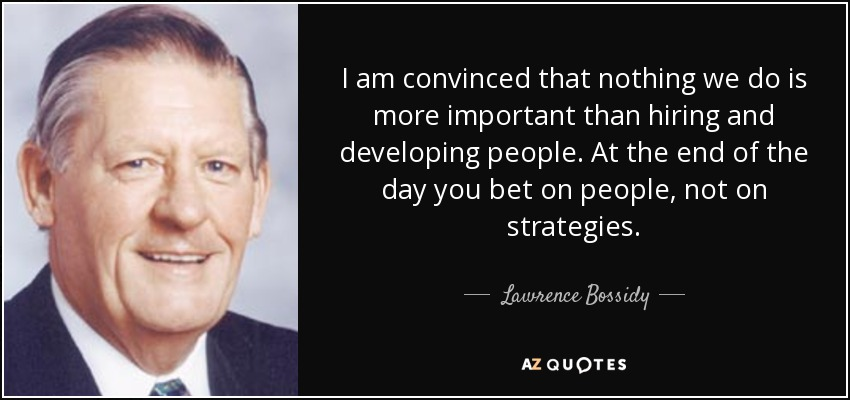 I am convinced that nothing we do is
more important than hiring and
developing people. At the end of the
day you bet on people, not on
strategies.
Lawrence Bossidy
AZ QUOTES